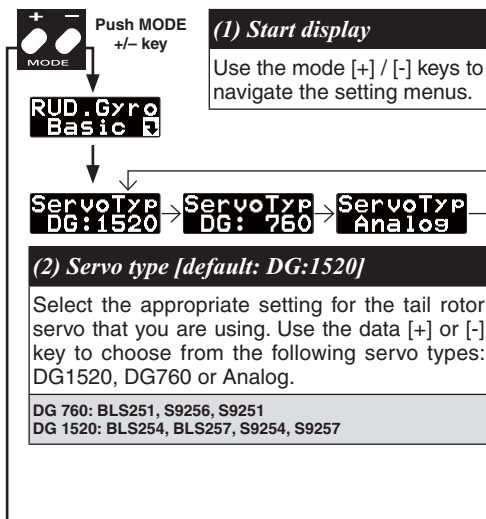 + −
MODE
Push MODE
+/– key
(1) Start display
Use the mode [+] / [-] keys to
navigate the setting menus.
RUD.Gyro
Basic
ServoTyp
DG:1520
ServoTyp
DG: 760
ServoTyp
Analog
(2) Servo type [default: DG:1520]
Select the appropriate setting for the tail rotor
servo that you are using. Use the data [+] or [-]
key to choose from the following servo types:
DG1520, DG760 or Analog.
DG 760: BLS251, S9256, S9251
DG 1520: BLS254, BLS257, S9254, S9257